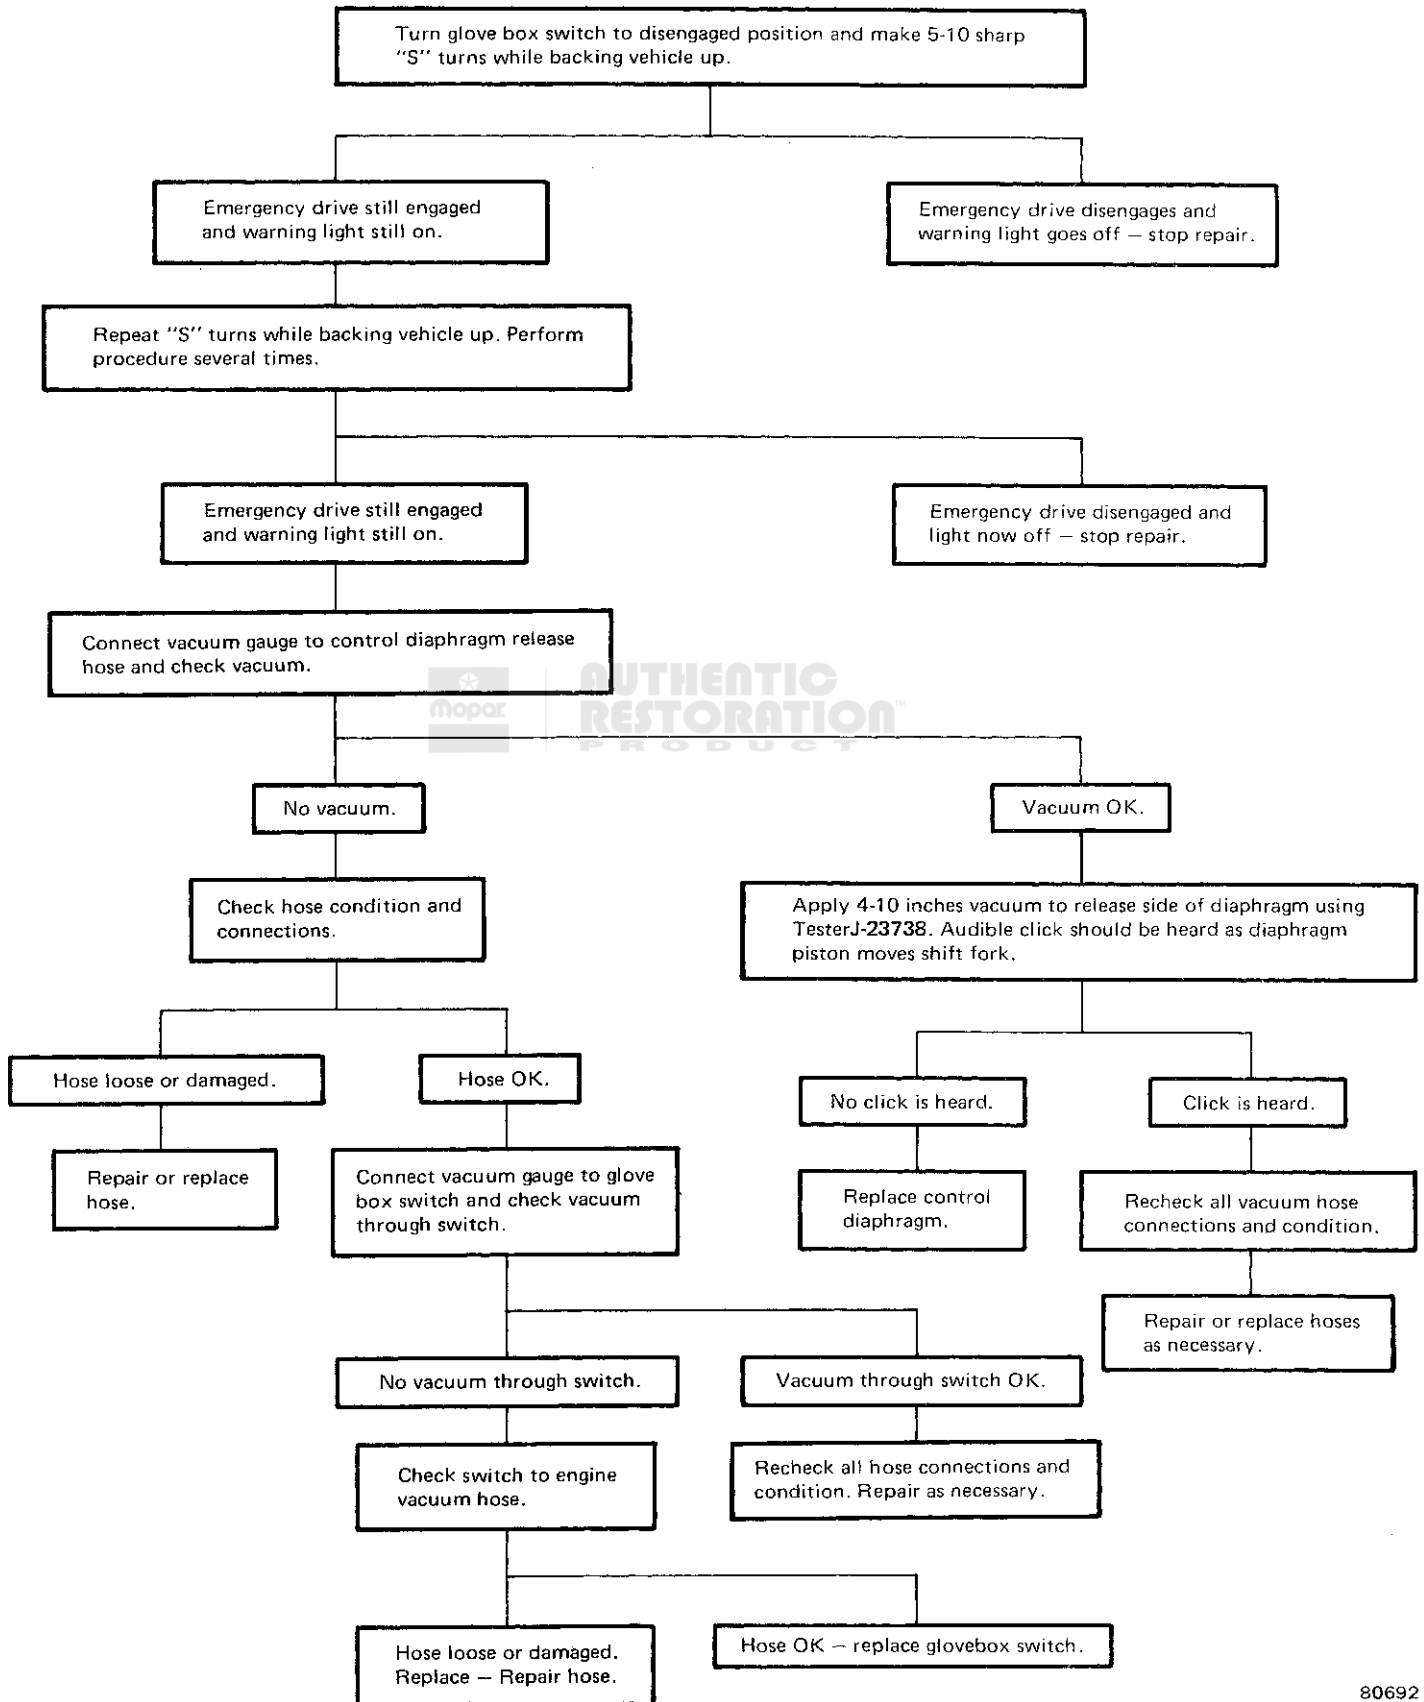 Turn glove box switch to disengaged position and make 5-10 sharp
"S" turns while backing vehicle up.
Emergency drive still engaged
and warning light still on.
Emergency drive disengages and
warning light goes off — stop repair.
Repeat "S" turns while backing vehicle up. Perform
procedure several times.
Emergency drive still engaged
and warning light still on.
Emergency drive disengaged and
light now off — stop repair.
Connect vacuum gauge to control diaphragm release
hose and check vacuum.
Mopar
AUTHENTIC
RESTORATION™
PRODUCT
No vacuum.
Vacuum OK.
Check hose condition and
connections.
Apply 4-10 inches vacuum to release side of diaphragm using
TesterJ-23738. Audible click should be heard as diaphragm
piston moves shift fork.
Hose loose or damaged.
Hose OK.
No click is heard.
Click is heard.
Repair or replace
hose.
Connect vacuum gauge to glove
box switch and check vacuum
through switch.
Replace control
diaphragm.
Recheck all vacuum hose
connections and condition.
Repair or replace hoses
as necessary.
No vacuum through switch.
Vacuum through switch OK.
Check switch to engine
vacuum hose.
Recheck all hose connections and
condition. Repair as necessary.
Hose loose or damaged.
Replace — Repair hose.
Hose OK — replace glovebox switch.
80692